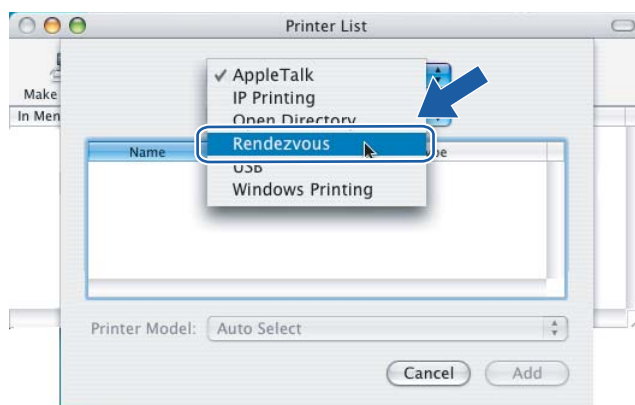 Printer List
Make
In Men
✓ AppleTalk
IP Printing
Open Directory
Rendezvous
USB
Windows Printing
Name
Printer Model: Auto Select
Cancel Add